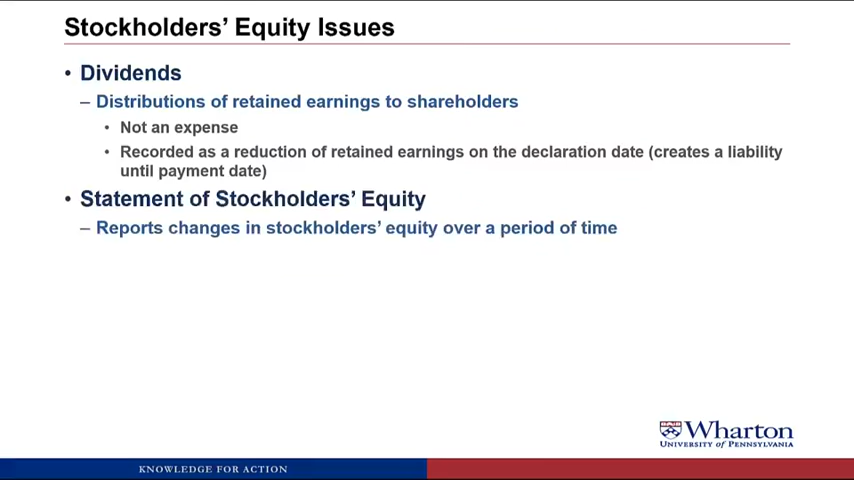 Stockholders’ Equity Issues
• Dividends
– Distributions of retained earnings to shareholders
• Not an expense
• Recorded as a reduction of retained earnings on the declaration date (creates a liability
until payment date)
• Statement of Stockholders’ Equity
– Reports changes in stockholders’ equity over a period of time
Wharton
UNIVERSITY of PENNSYLVANIA
KNOWLEDGE FOR ACTION